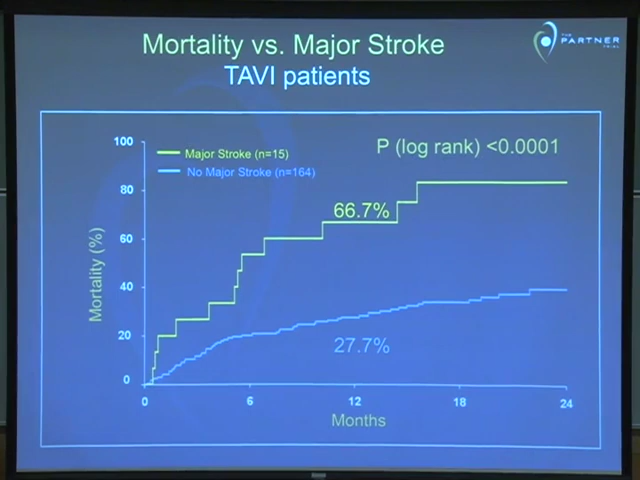 Mortality vs. Major Stroke
TAVI patients
THE
PARTNER
TRIAL
P (log rank) <0.0001
Major Stroke (n=15)
No Major Stroke (n=164)
100
80
60
40
20
0
Mortality (%)
66.7%
27.7%
0 6 12 18 24
Months